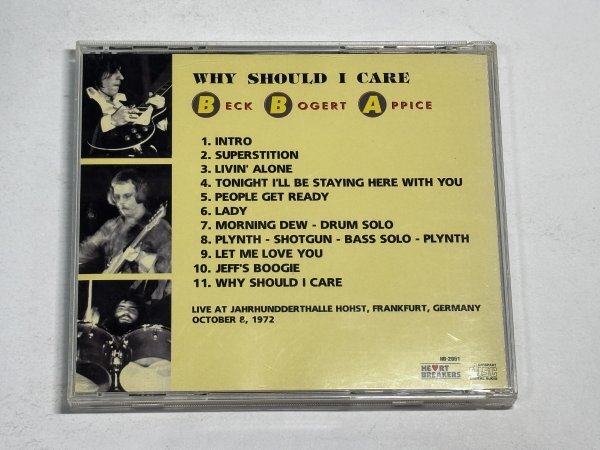 WHY SHOULD I CARE
BECK BOGERT APPICE
1. INTRO
2. SUPERSTITION
3. LIVIN' ALONE
4. TONIGHT I'LL BE STAYING HERE WITH YOU
5. PEOPLE GET READY
6. LADY
7. MORNING DEW - DRUM SOLO
8. PLYNTH - SHOTGUN - BASS SOLO - PLYNTH
9. LET ME LOVE YOU
10. JEFF'S BOOGIE
11. WHY SHOULD I CARE
LIVE AT JAHRHUNDDERTHALLE HOHST, FRANKFURT, GERMANY
OCTOBER 8, 1972
HEART
BREAKERS
DIGITAL AUDIO